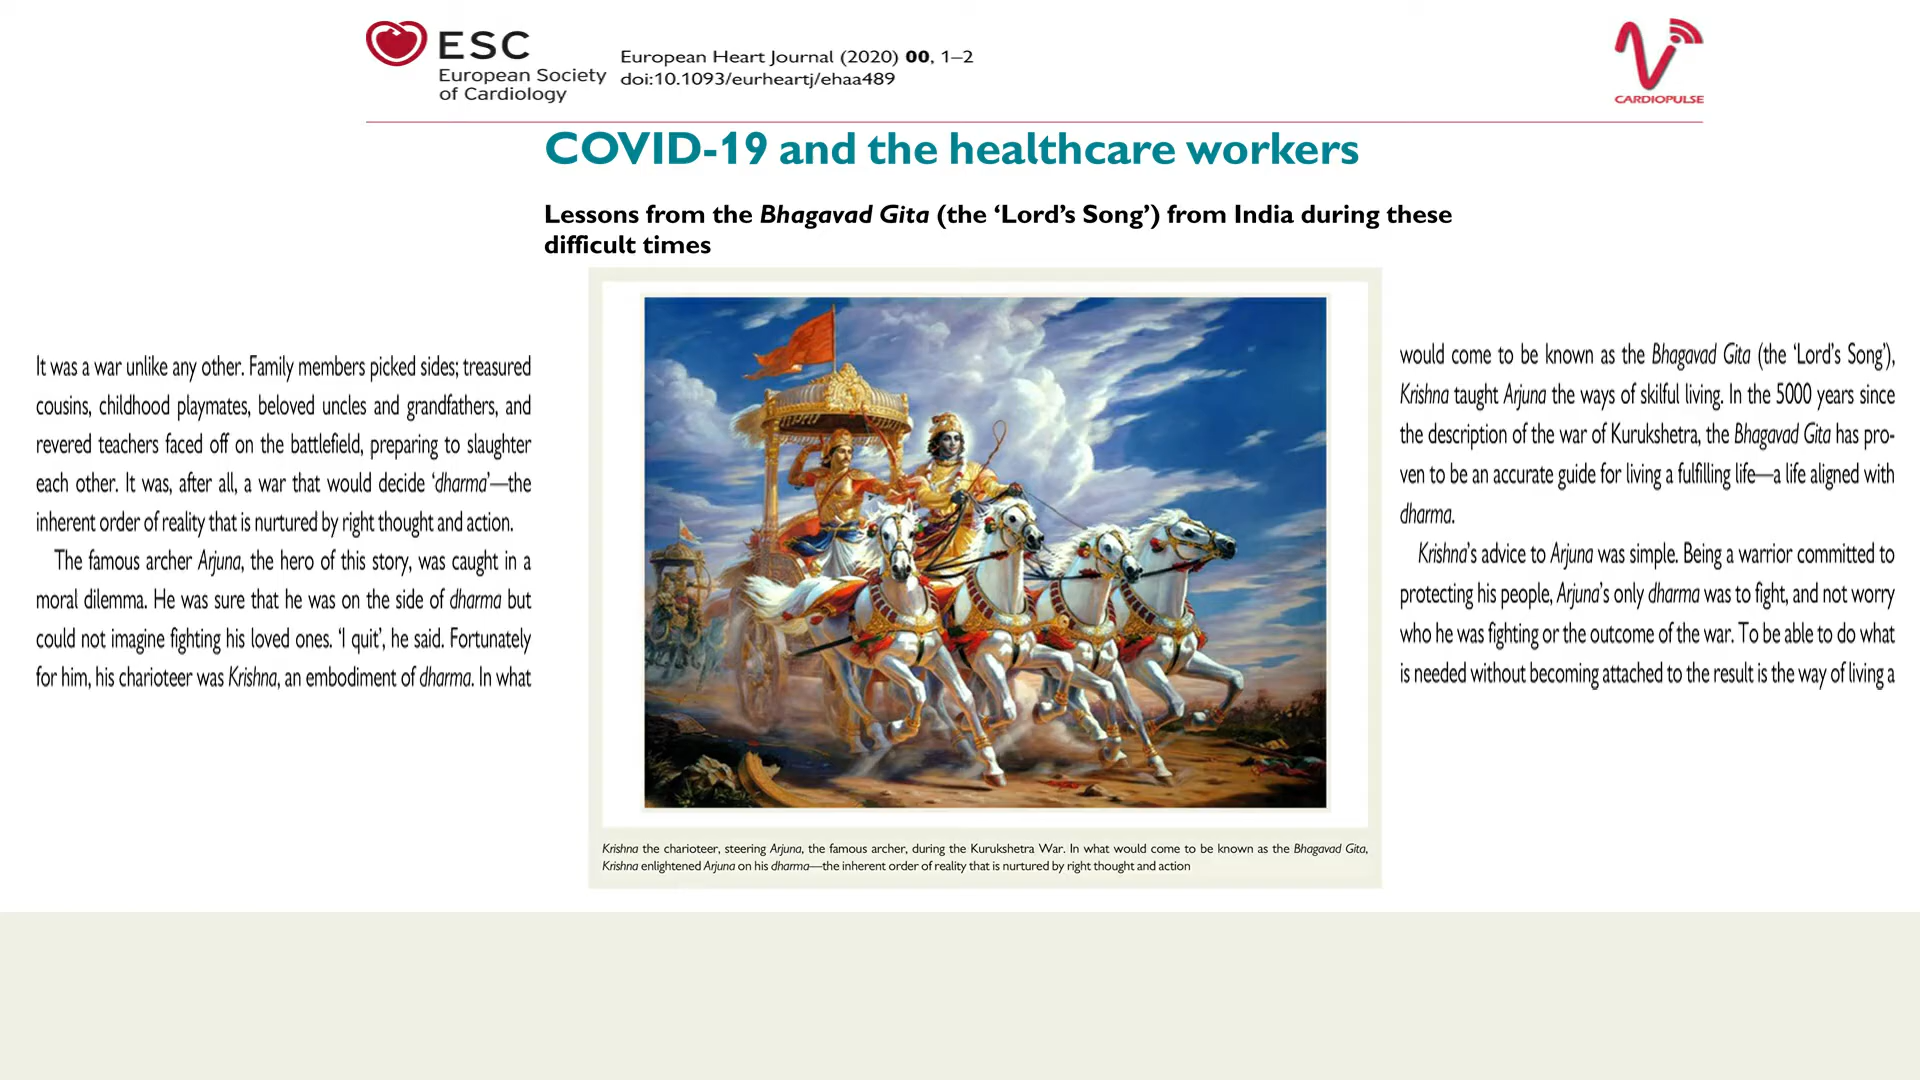 ESC
European Society
of Cardiology
European Heart Journal (2020) 00, 1–2
doi:10.1093/eurheartj/ehaa489
CARDIOPULSE
COVID-19 and the healthcare workers
Lessons from the Bhagavad Gita (the ‘Lord’s Song’) from India during these
difficult times
It was a war unlike any other. Family members picked sides; treasured
cousins, childhood playmates, beloved uncles and grandfathers, and
revered teachers faced off on the battlefield, preparing to slaughter
each other. It was, after all, a war that would decide ‘dharma’—the
inherent order of reality that is nurtured by right thought and action.
The famous archer Arjuna, the hero of this story, was caught in a
moral dilemma. He was sure that he was on the side of dharma but
could not imagine fighting his loved ones. ‘I quit’, he said. Fortunately
for him, his charioteer was Krishna, an embodiment of dharma. In what
would come to be known as the Bhagavad Gita (the ‘Lord’s Song’),
Krishna taught Arjuna the ways of skilful living. In the 5000 years since
the description of the war of Kurukshetra, the Bhagavad Gita has pro-
ven to be an accurate guide for living a fulfilling life—a life aligned with
dharma.
Krishna’s advice to Arjuna was simple. Being a warrior committed to
protecting his people, Arjuna’s only dharma was to fight, and not worry
who he was fighting or the outcome of the war. To be able to do what
is needed without becoming attached to the result is the way of living a
Krishna the charioteer, steering Arjuna, the famous archer, during the Kurukshetra War. In what would come to be known as the Bhagavad Gita,
Krishna enlightened Arjuna on his dharma—the inherent order of reality that is nurtured by right thought and action